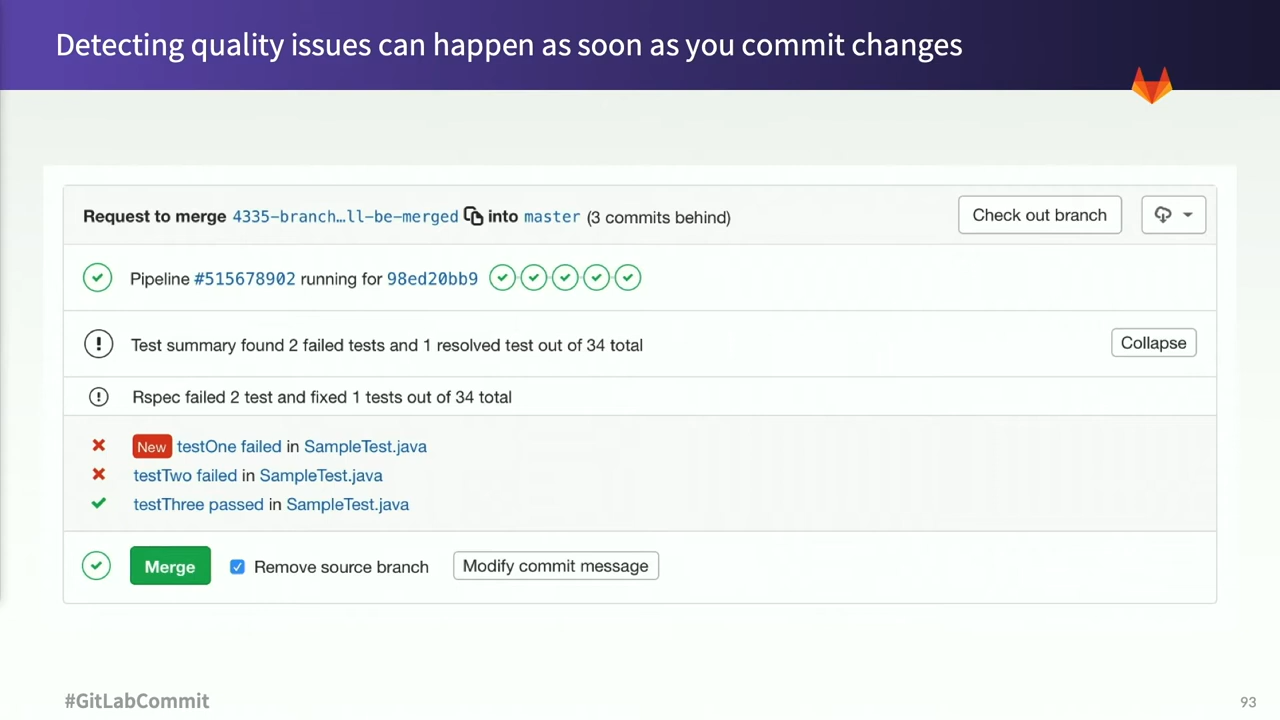 Detecting quality issues can happen as soon as you commit changes
Request to merge 4335-branch…ll-be-merged into master (3 commits behind)
Check out branch
Pipeline #515678902 running for 98ed20bb9
Test summary found 2 failed tests and 1 resolved test out of 34 total
Collapse
Rspec failed 2 test and fixed 1 tests out of 34 total
New testOne failed in SampleTest.java
testTwo failed in SampleTest.java
testThree passed in SampleTest.java
Merge Remove source branch Modify commit message
#GitLabCommit
93